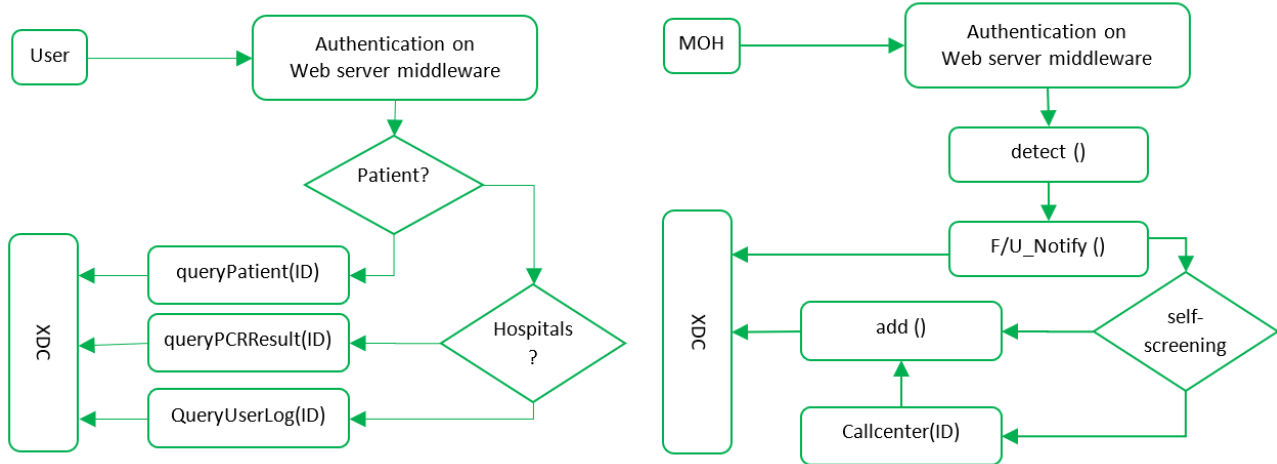 User
Authentication on
Web server middleware
Patient?
queryPatient(ID)
XDC
queryPCRResult(ID)
Hospitals
?
QueryUserLog(ID)
MOH
Authentication on
Web server middleware
detect ()
F/U_Notify ()
XDC
add ()
self-
screening
Callcenter(ID)